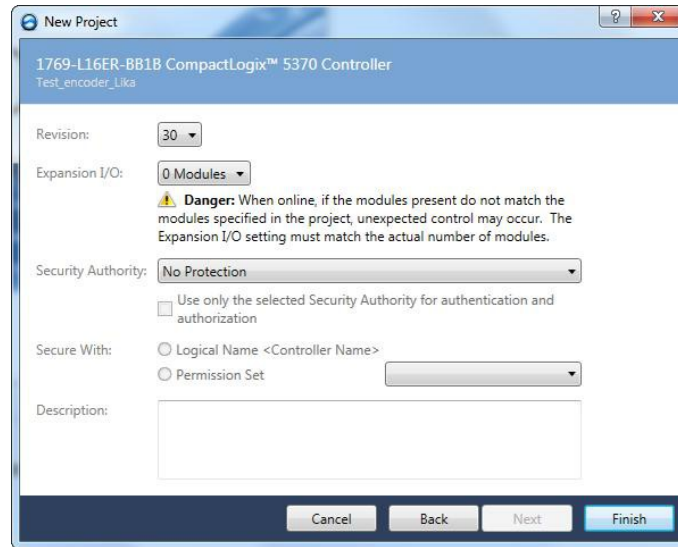 New Project
1769-L16ER-BB1B CompactLogix™ 5370 Controller
Test_encoder_Lika
Revision: 30
Expansion I/O: 0 Modules
Danger: When online, if the modules present do not match the
modules specified in the project, unexpected control may occur. The
Expansion I/O setting must match the actual number of modules.
Security Authority: No Protection
Use only the selected Security Authority for authentication and
authorization
Secure With: Logical Name <Controller Name>
Permission Set
Description:
Cancel Back Next Finish